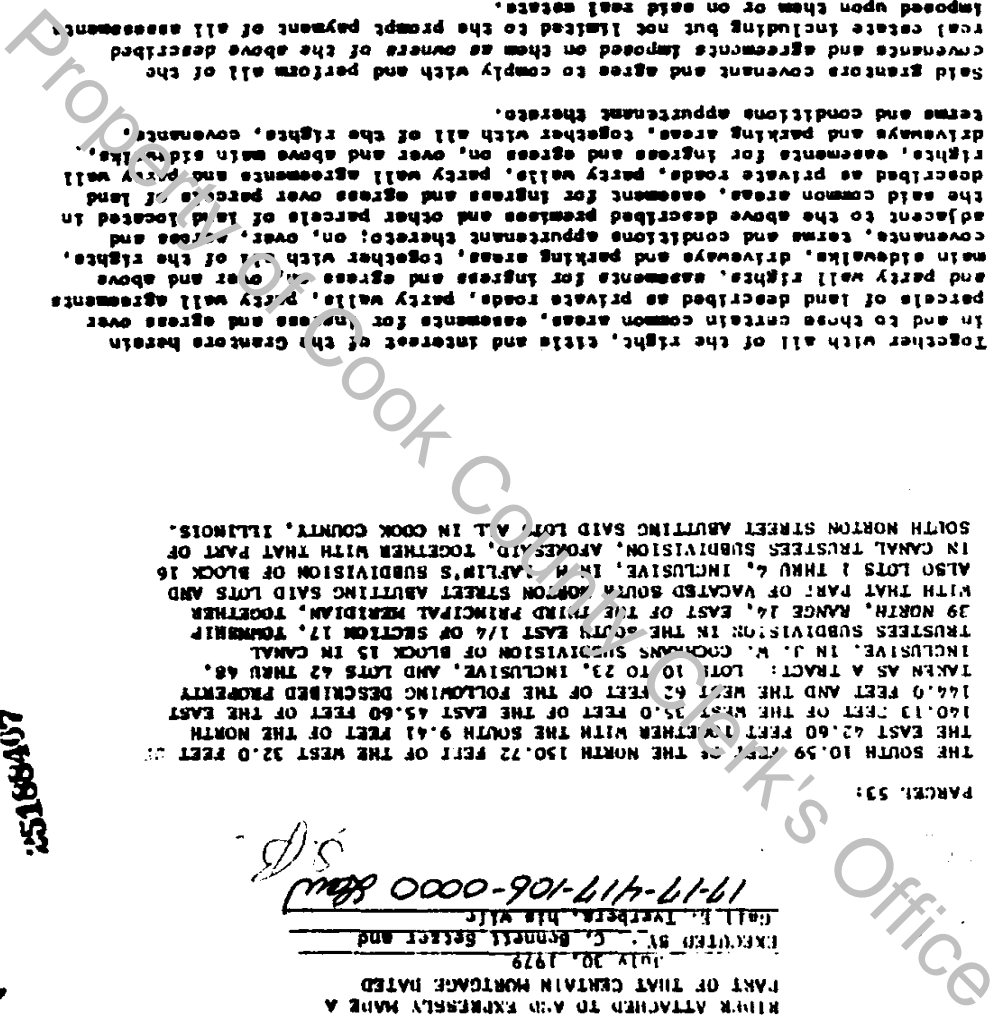 RIDER ATTACHED TO AND EXPRESSLY MADE A
PART OF THAT CERTAIN MORTGAGE DATED
July 30, 1979
EXECUTED BY C. Bennett Setzer and
Gail E. Tverberg, his wife
17-17-417-106-0000
S.B
PARCEL 53:
THE SOUTH 10.59 FEET OF THE NORTH 150.72 FEET OF THE WEST 32.0 FEET OF
THE EAST 42.60 FEET TOGETHER WITH THE SOUTH 9.41 FEET OF THE NORTH
140.13 FEET OF THE WEST 35.0 FEET OF THE EAST 45.60 FEET OF THE EAST
144.0 FEET AND THE WEST 62 FEET OF THE FOLLOWING DESCRIBED PROPERTY
TAKEN AS A TRACT: LOTS 10 TO 23, INCLUSIVE, AND LOTS 42 THRU 48,
INCLUSIVE, IN J. W. COCHRANS SUBDIVISION OF BLOCK 15 IN CANAL
TRUSTEES SUBDIVISION IN THE SOUTH EAST 1/4 OF SECTION 17, TOWNSHIP
39 NORTH, RANGE 14, EAST OF THE THIRD PRINCIPAL MERIDIAN, TOGETHER
WITH THAT PART OF VACATED SOUTH NORTON STREET ABUTTING SAID LOTS AND
ALSO LOTS 1 THRU 4, INCLUSIVE, IN M LAFLIN'S SUBDIVISION OF BLOCK 16
IN CANAL TRUSTEES SUBDIVISION, AFORESAID, TOGETHER WITH THAT PART OF
SOUTH NORTON STREET ABUTTING SAID LOTS ALL IN COOK COUNTY, ILLINOIS.
Together with all of the right, title and interest of the Grantors herein
in and to those certain common areas, easements for ingress and egress over
parcels of land described as private roads, party walls, party wall agreements
and party wall rights, easements for ingress and egress on, over and above
main sidewalks, driveways and parking areas, together with all of the rights,
covenants, terms and conditions appurtenant thereto; on, over, across and
adjacent to the above described premises and other parcels of land located in
the said common areas, easement for ingress and egress over parcels of land
described as private roads, party walls, party wall agreements and party wall
rights, easements for ingress and egress on, over and above main sidewalks,
driveways and parking areas, together with all of the rights, covenants,
terms and conditions appurtenant thereto.
Said grantors covenant and agree to comply with and perform all of the
covenants and agreements imposed on them as owners of the above described
real estate including but not limited to the prompt payment of all assessments
imposed upon them or on said real estate.
25188407
Property of Cook County Clerk's Office